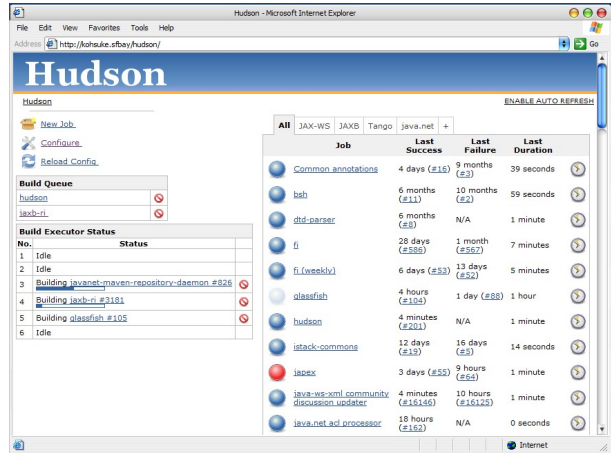 Hudson - Microsoft Internet Explorer
File Edit View Favorites Tools Help
Address http://kohsuke.sfbay/hudson/ Go
Hudson
Hudson ENABLE AUTO REFRESH
New Job
Configure
Reload Config
Build Queue
hudson
jaxb-ri
Build Executor Status
No. Status
1 Idle
2 Idle
3 Building javanet-maven-repository-daemon #826
4 Building jaxb-ri #3181
5 Building glassfish #105
6 Idle
All JAX-WS JAXB Tango java.net +
Job Last Success Last Failure Last Duration
Common annotations 4 days (#16) 9 months (#3) 39 seconds
bsh 6 months (#11) 10 months (#2) 59 seconds
dtd-parser 6 months (#8) N/A 1 minute
fi 28 days (#586) 1 month (#567) 7 minutes
fi (weekly) 6 days (#53) 13 days (#52) 5 minutes
glassfish 4 hours (#104) 1 day (#88) 1 hour
hudson 4 minutes (#201) N/A 1 minute
istack-commons 12 days (#19) 16 days (#5) 14 seconds
japex 3 days (#55) 9 hours (#64) 1 minute
java-ws-xml community discussion updater 4 minutes (#16146) 10 hours (#16125) 1 minute
java.net acl processor 18 hours (#162) N/A 0 seconds
Internet